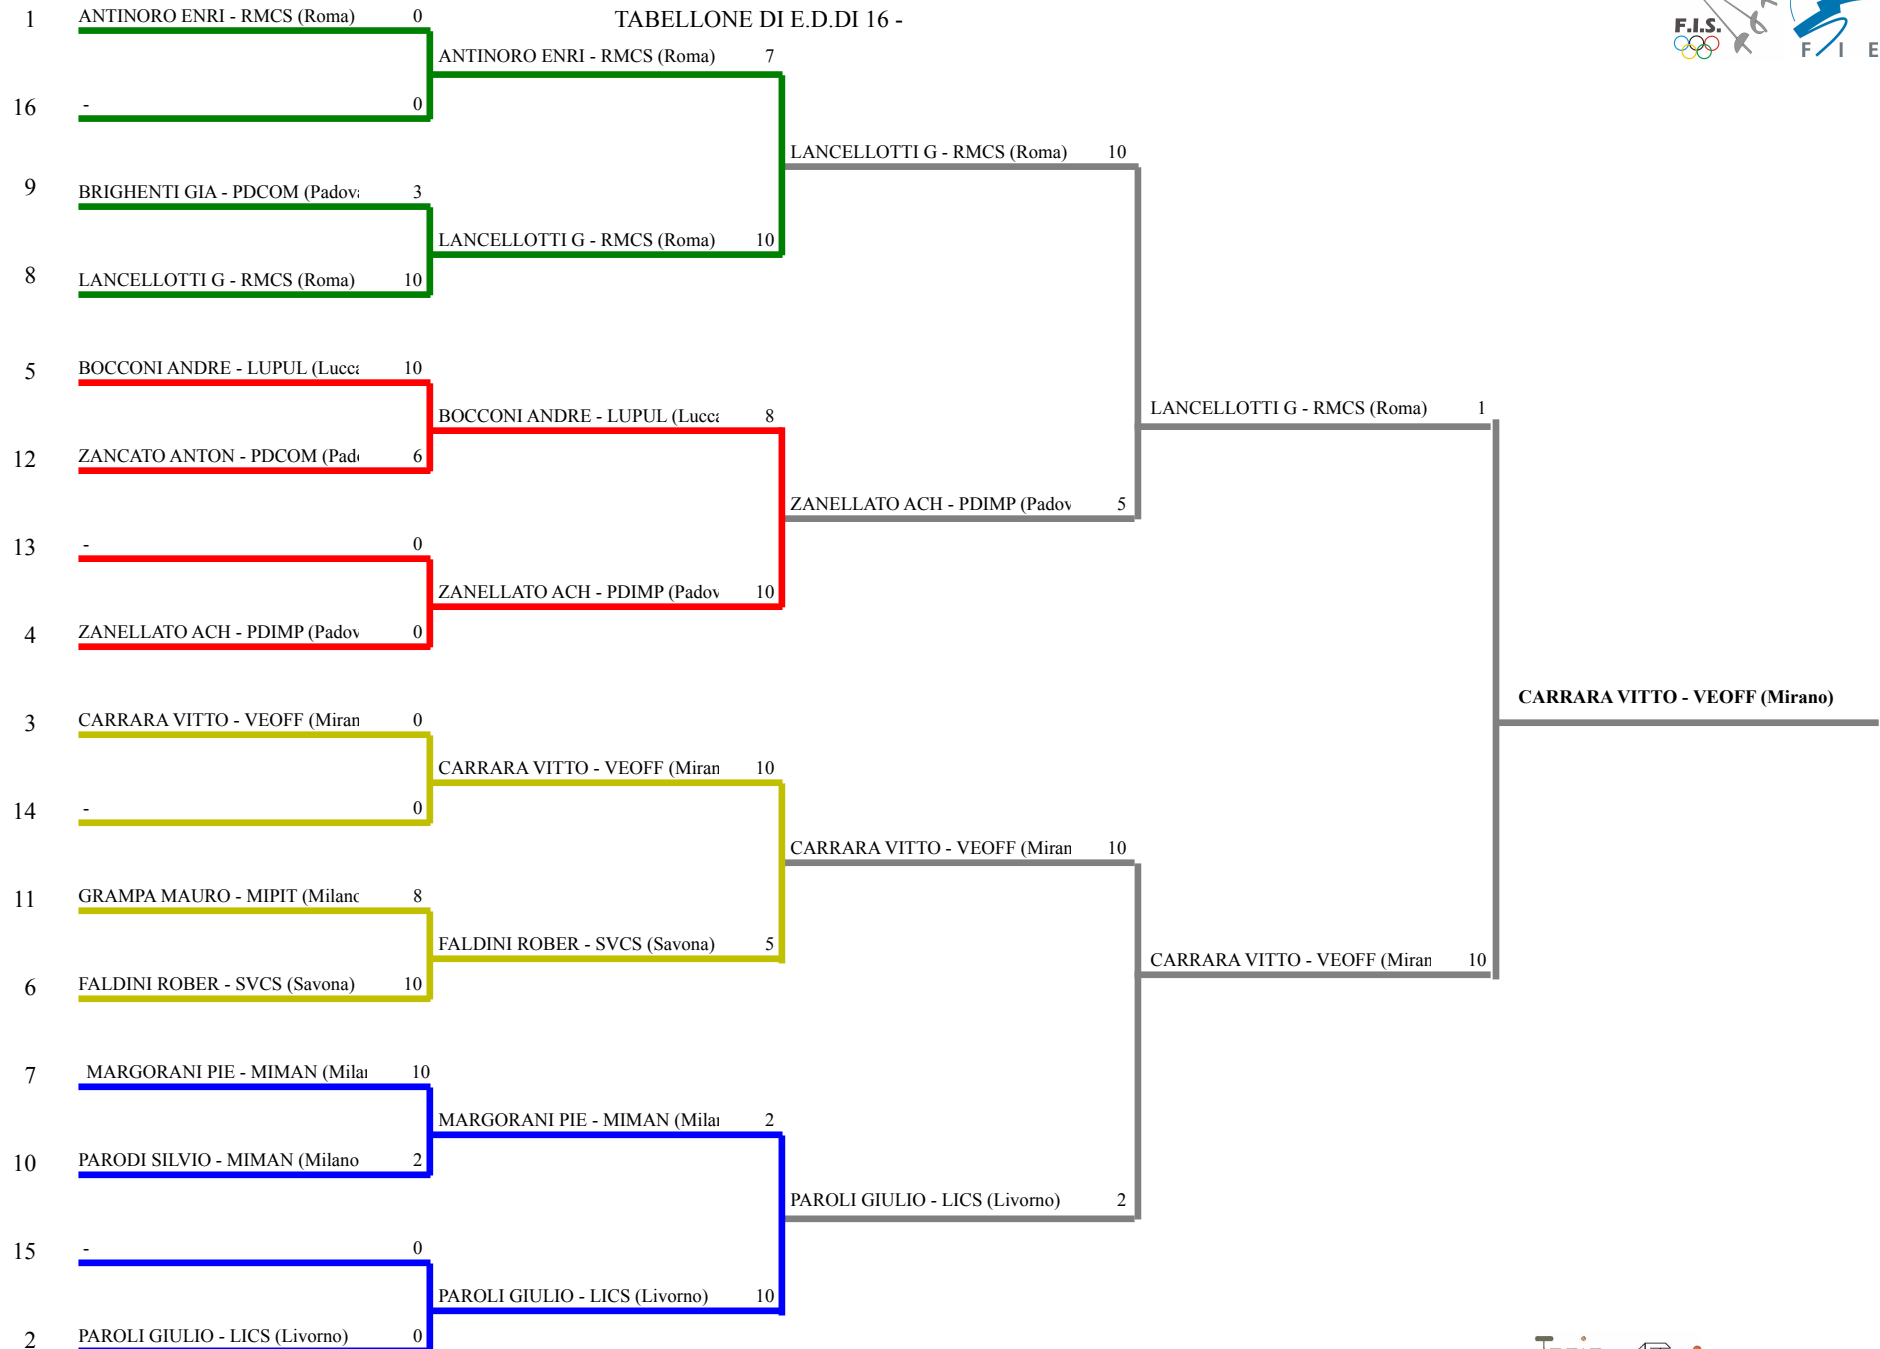 TABELLONE DI E.D.DI 16 -
F.I.S.
F I E
1 ANTINORO ENRI - RMCS (Roma) 0
ANTINORO ENRI - RMCS (Roma) 7
16 - 0
LANCELLOTTI G - RMCS (Roma) 10
9 BRIGHENTI GIA - PDCOM (Padova 3
LANCELLOTTI G - RMCS (Roma) 10
8 LANCELLOTTI G - RMCS (Roma) 10
5 BOCCONI ANDRE - LUPUL (Lucca 10
LANCELLOTTI G - RMCS (Roma) 1
BOCCONI ANDRE - LUPUL (Lucca 8
12 ZANCATO ANTON - PDCOM (Pado 6
ZANELLATO ACH - PDIMP (Padov 5
13 - 0
ZANELLATO ACH - PDIMP (Padov 10
4 ZANELLATO ACH - PDIMP (Padov 0
CARRARA VITTO - VEOFF (Mirano)
3 CARRARA VITTO - VEOFF (Miran 0
CARRARA VITTO - VEOFF (Miran 10
14 - 0
CARRARA VITTO - VEOFF (Miran 10
11 GRAMPA MAURO - MIPIT (Milano 8
FALDINI ROBER - SVCS (Savona) 5
CARRARA VITTO - VEOFF (Miran 10
6 FALDINI ROBER - SVCS (Savona) 10
7 MARGORANI PIE - MIMAN (Milan 10
MARGORANI PIE - MIMAN (Milan 2
10 PARODI SILVIO - MIMAN (Milano 2
PAROLI GIULIO - LICS (Livorno) 2
15 - 0
PAROLI GIULIO - LICS (Livorno) 10
2 PAROLI GIULIO - LICS (Livorno) 0